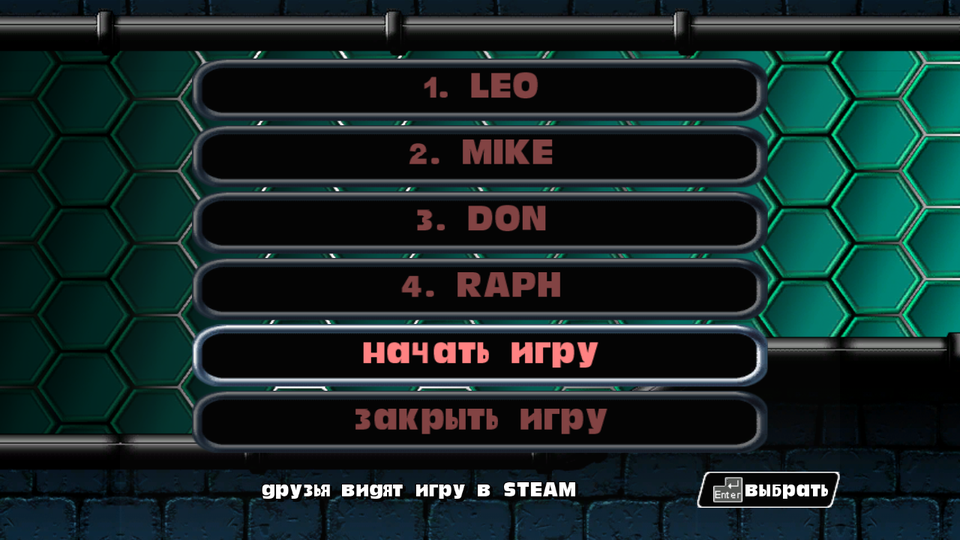 1. LEO
2. MIKE
3. DON
4. RAPH
начать игру
закрыть игру
друзья видят игру в STEAM
Enter выбрать